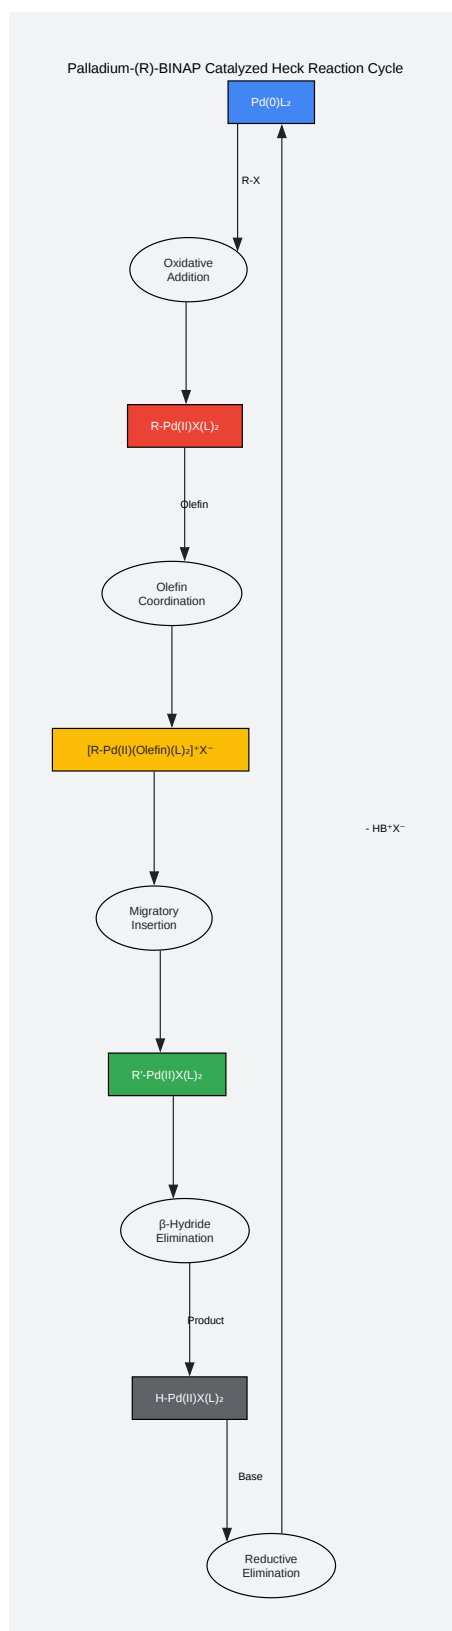 Palladium-(R)-BINAP Catalyzed Heck Reaction Cycle
Pd(0)L₂
R-X
Oxidative
Addition
R-Pd(II)X(L)₂
Olefin
Olefin
Coordination
[R-Pd(II)(Olefin)(L)₂]⁺X⁻
- HB⁺X⁻
Migratory
Insertion
R'-Pd(II)X(L)₂
β-Hydride
Elimination
Product
H-Pd(II)X(L)₂
Base
Reductive
Elimination